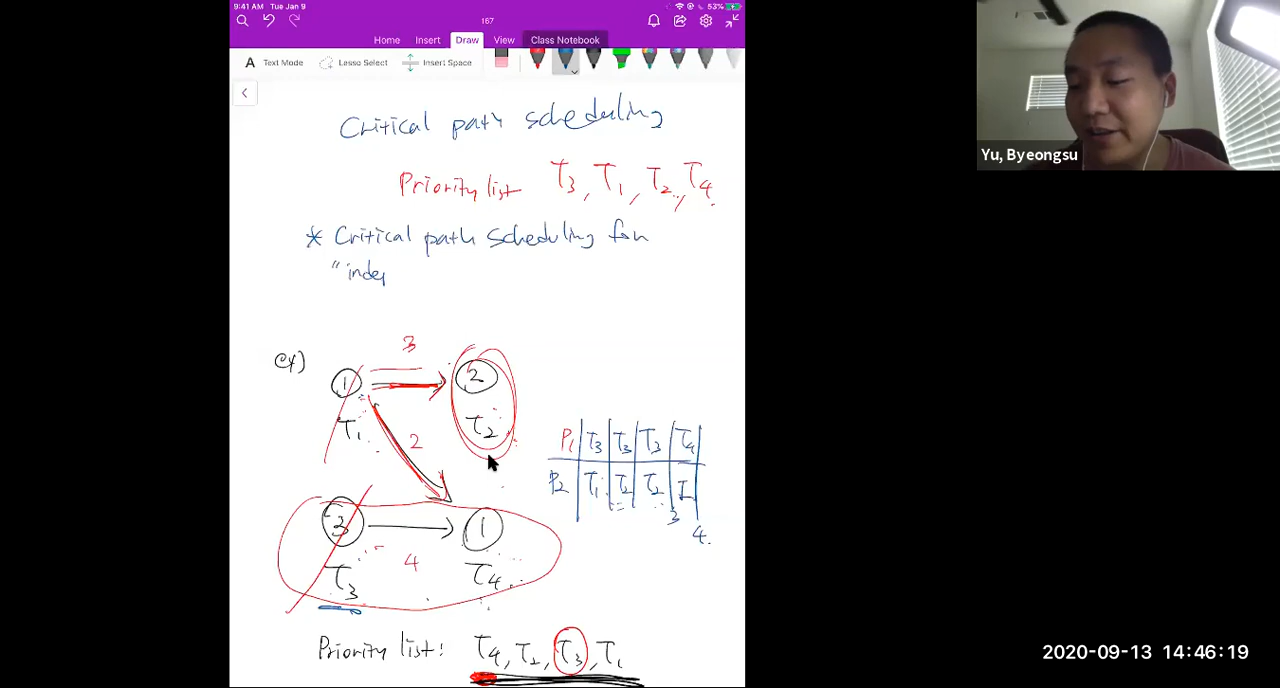 9:41 AM Tue Jan 9
53%
167
Home Insert Draw View Class Notebook
A Text Mode Lasso Select Insert Space
Critical path scheduling
Priority list T3, T1, T2, T4.
* Critical path scheduling for
"indep
Yu, Byeongsu
ex)
3
1 2
T1 T2
2
P1 T3 T3 T3 T4
P2 T1 T2 T2 I
3
4.
3 1
4
T3 T4
Priority list: T4, T2, T3, T1
2020-09-13 14:46:19